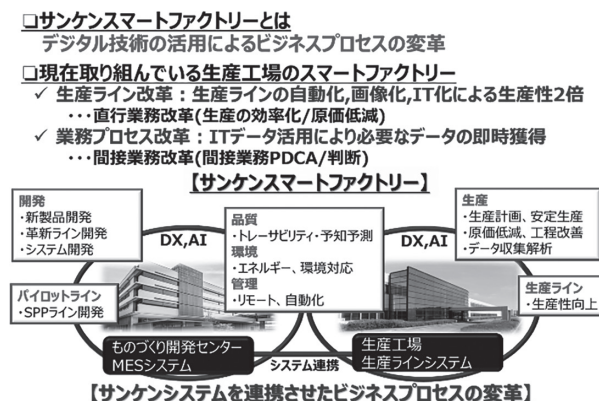 ❑サンケンスマートファクトリーとは
デジタル技術の活用によるビジネスプロセスの変革
❑現在取り組んでいる生産工場のスマートファクトリー
✓ 生産ライン改革：生産ラインの自動化,画像化,IT化による生産性2倍
・・・直行業務改革(生産の効率化/原価低減)
✓ 業務プロセス改革：ITデータ活用により必要なデータの即時獲得
・・・間接業務改革(間接業務PDCA/判断)
【サンケンスマートファクトリー】
開発
・新製品開発
・革新ライン開発
・システム開発
パイロットライン
・SPPライン開発
DX,AI
品質
・トレーサビリティ・予知予測
環境
・エネルギー、環境対応
管理
・リモート、自動化
DX,AI
生産
・生産計画、安定生産
・原価低減、工程改善
・データ収集解析
生産ライン
・生産性向上
ものづくり開発センター
MESシステム
システム連携
生産工場
生産ラインシステム
【サンケンシステムを連携させたビジネスプロセスの変革】